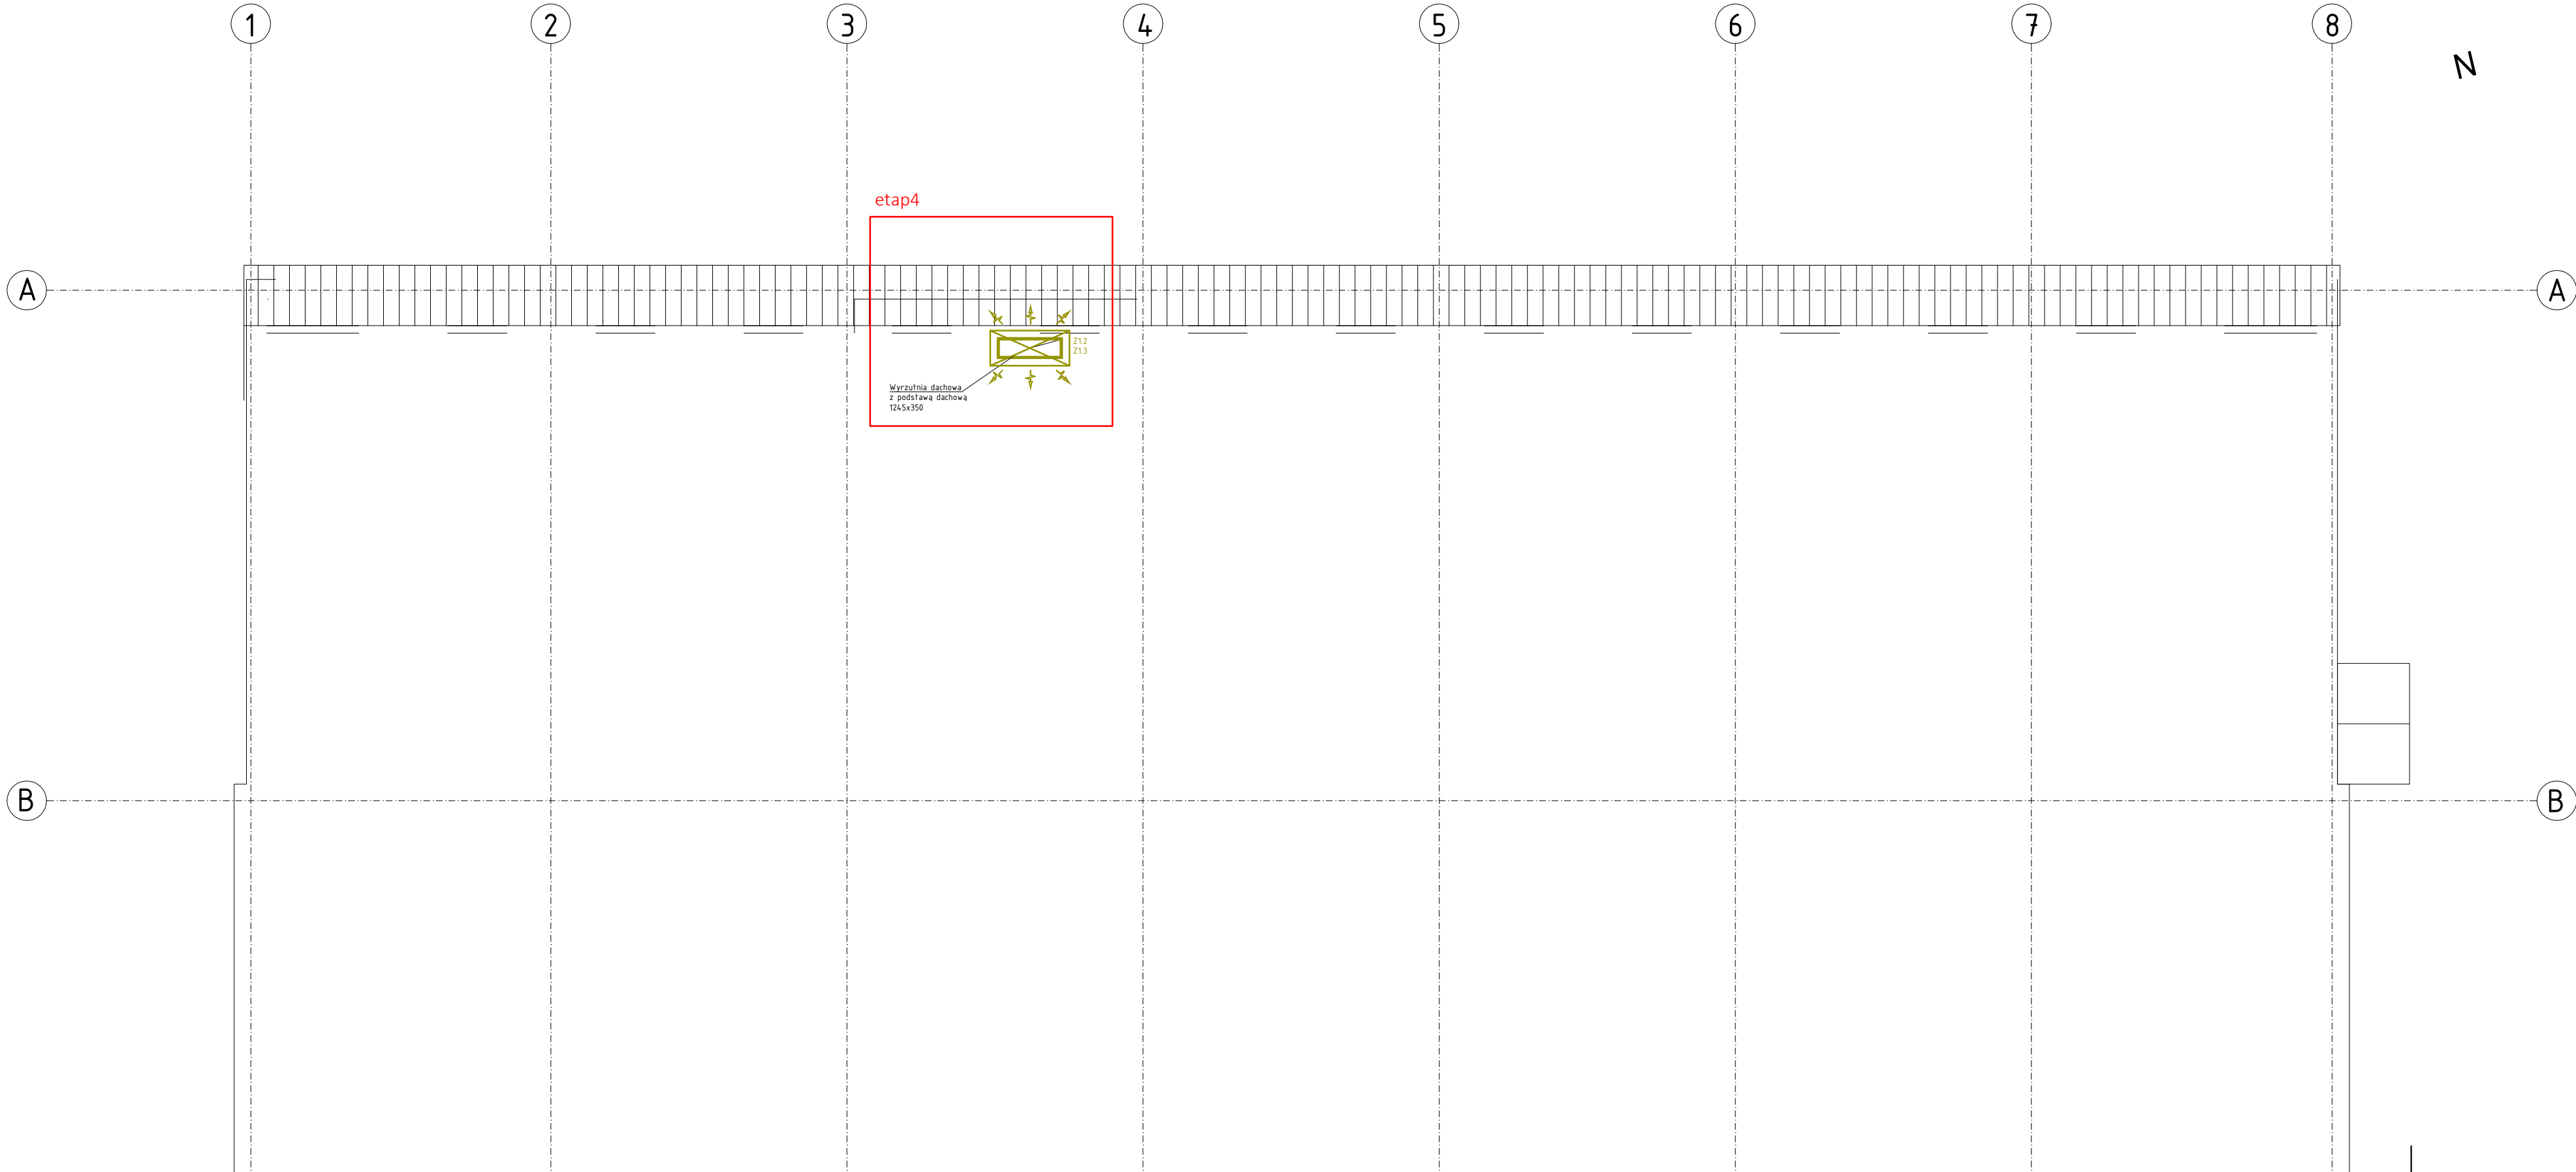 1 2 3 4 5 6 7 8
N
etap4
A A
Z1.2
Z1.3
Wyrzutnia dachowa
z podstawą dachową
1245x350
B B